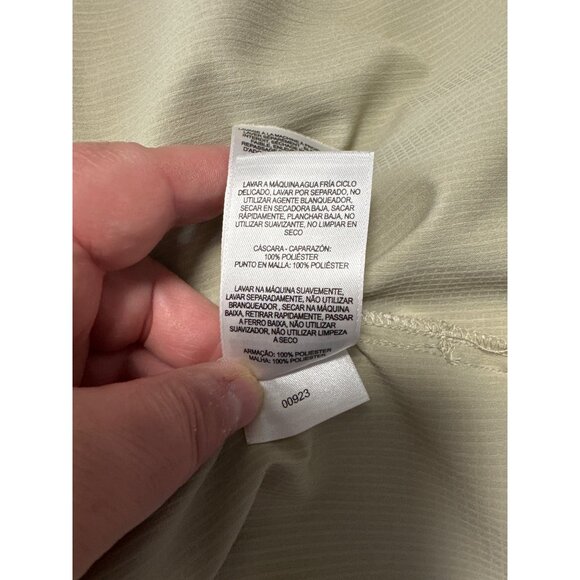 LAVAR A MÁQUINA AGUA FRÍA CICLO
DELICADO, LAVAR POR SEPARADO, NO
UTILIZAR AGENTE BLANQUEADOR,
SECAR EN SECADORA BAJA, SACAR
RÁPIDAMENTE, PLANCHAR BAJA, NO
UTILIZAR SUAVIZANTE, NO LIMPIAR EN
SECO
CÁSCARA - CAPARAZÓN:
100% POLIÉSTER
PUNTO EN MALLA: 100% POLIÉSTER
LAVAR NA MÁQUINA SUAVEMENTE,
LAVAR SEPARADAMENTE, NÃO UTILIZAR
BRANQUEADOR , SECAR NA MÁQUINA
BAIXA, RETIRAR RAPIDAMENTE, PASSAR
A FERRO BAIXA, NÃO UTILIZAR
SUAVIZADOR, NÃO UTILIZAR LIMPEZA
A SECO
ARMAÇÃO: 100% POLIESTER
MALHA: 100% POLIESTER
00923